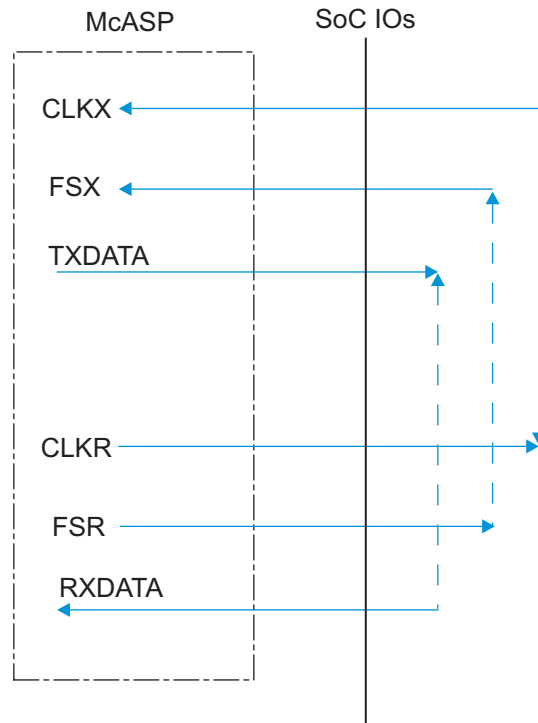 McASP
SoC IOs
CLKX
FSX
TXDATA
CLKR
FSR
RXDATA